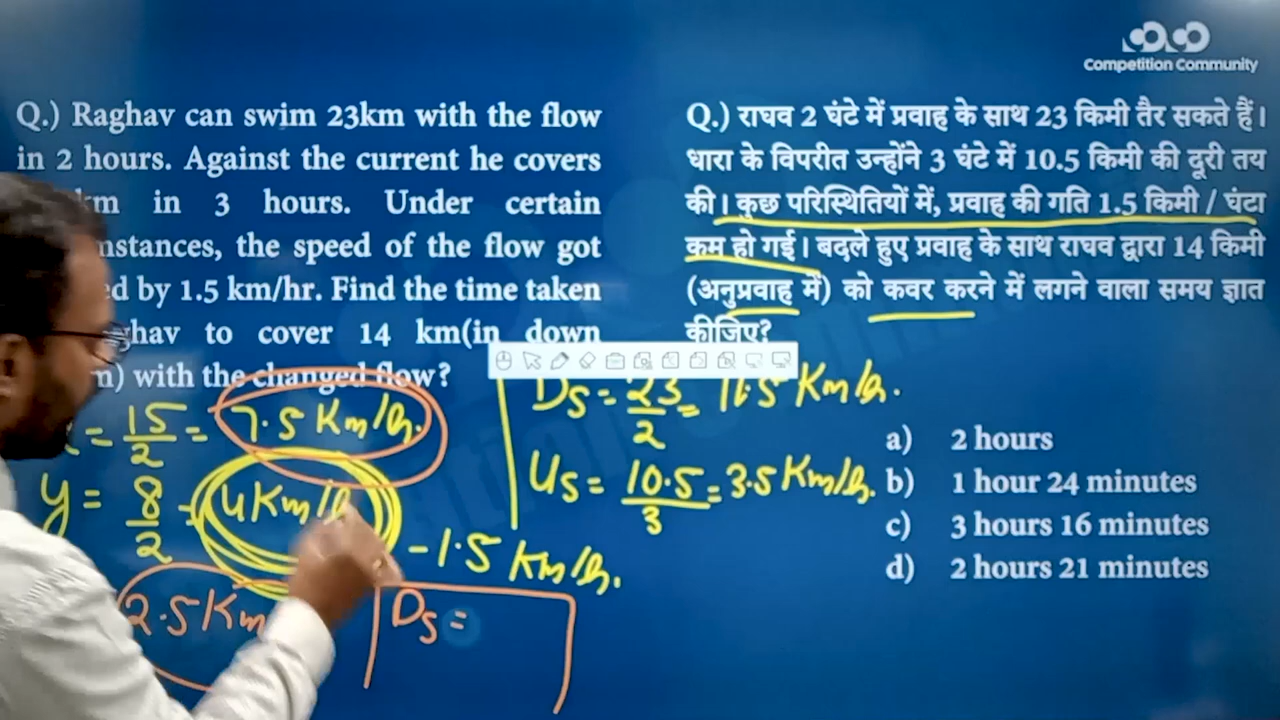 Competition Community
Q.) Raghav can swim 23km with the flow
in 2 hours. Against the current he covers
km in 3 hours. Under certain
mstances, the speed of the flow got
ed by 1.5 km/hr. Find the time taken
ghav to cover 14 km(in down
m) with the changed flow?
Q.) राघव 2 घंटे में प्रवाह के साथ 23 किमी तैर सकते हैं।
धारा के विपरीत उन्होंने 3 घंटे में 10.5 किमी की दूरी तय
की। कुछ परिस्थितियों में, प्रवाह की गति 1.5 किमी / घंटा
कम हो गई। बदले हुए प्रवाह के साथ राघव द्वारा 14 किमी
(अनुप्रवाह में) को कवर करने में लगने वाला समय ज्ञात
कीजिए?
= 15/2 = 7.5 Km/h.
y = 8/2 = 4Km/h
-1.5 Km/h.
2.5 Km
Ds =
Ds = 23/2 = 11.5 Km/h.
Us = 10.5/3 = 3.5 Km/h.
a) 2 hours
b) 1 hour 24 minutes
c) 3 hours 16 minutes
d) 2 hours 21 minutes